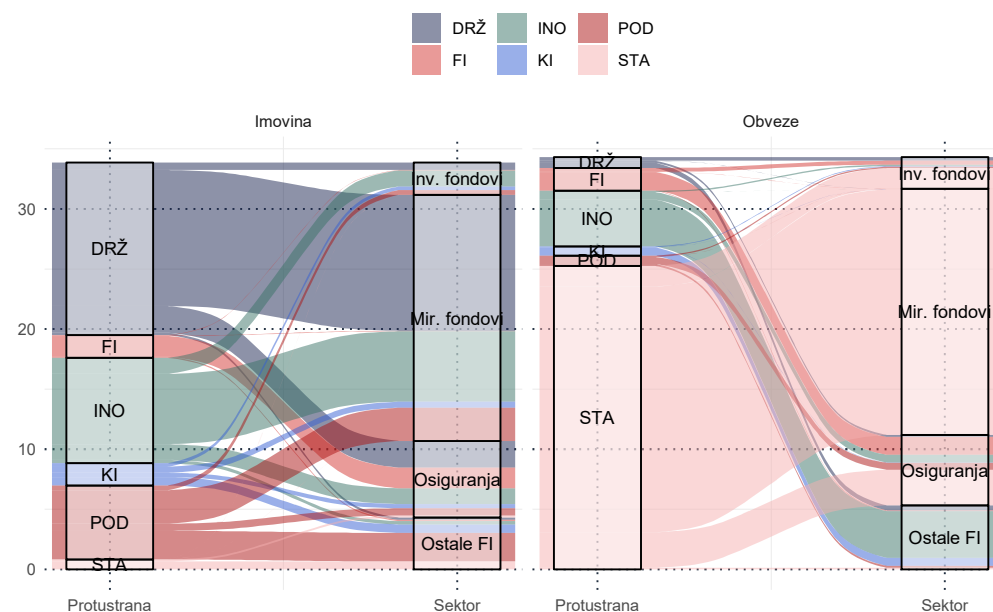 DRŽ INO POD
FI KI STA
Imovina Obveze
30
20
10
0
DRŽ
FI
INO
KI
POD
STA
Inv. fondovi
Mir. fondovi
Osiguranja
Ostale FI
DRŽ
FI
INO
KI
POD
STA
Inv. fondovi
Mir. fondovi
Osiguranja
Ostale FI
Protustrana Sektor Protustrana Sektor